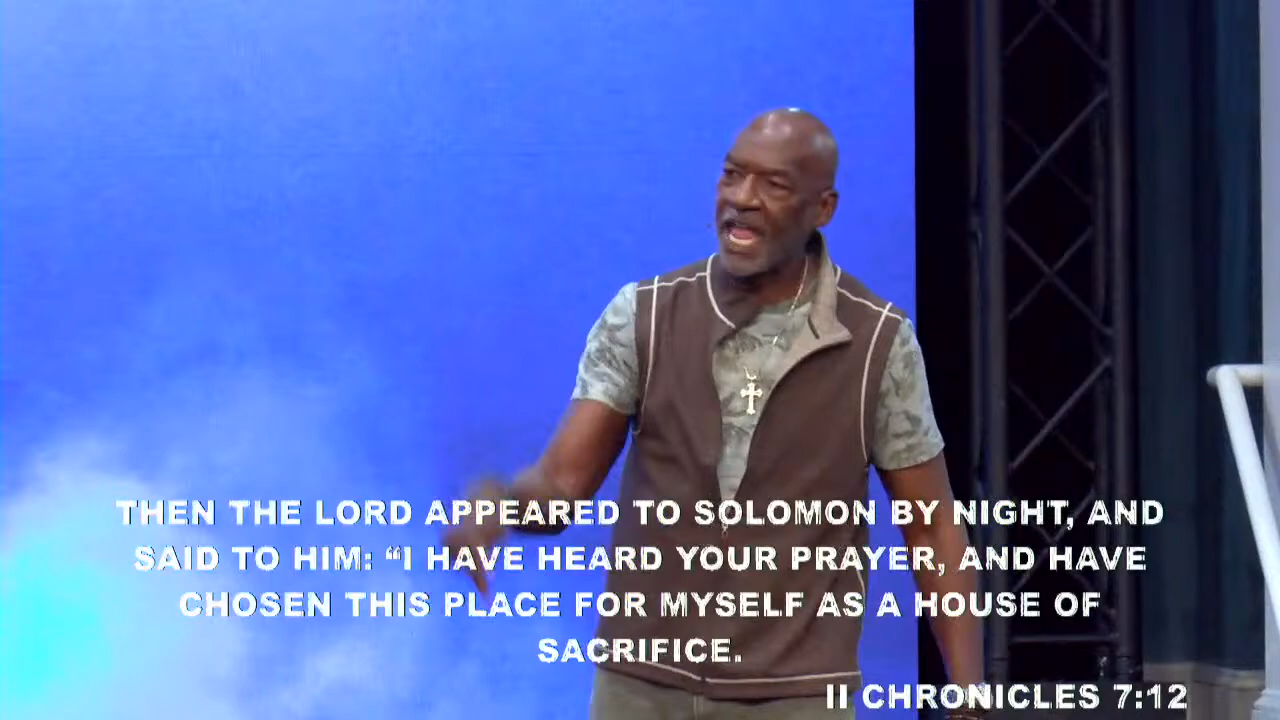 THEN THE LORD APPEARED TO SOLOMON BY NIGHT, AND
SAID TO HIM: “I HAVE HEARD YOUR PRAYER, AND HAVE
CHOSEN THIS PLACE FOR MYSELF AS A HOUSE OF
SACRIFICE.
II CHRONICLES 7:12